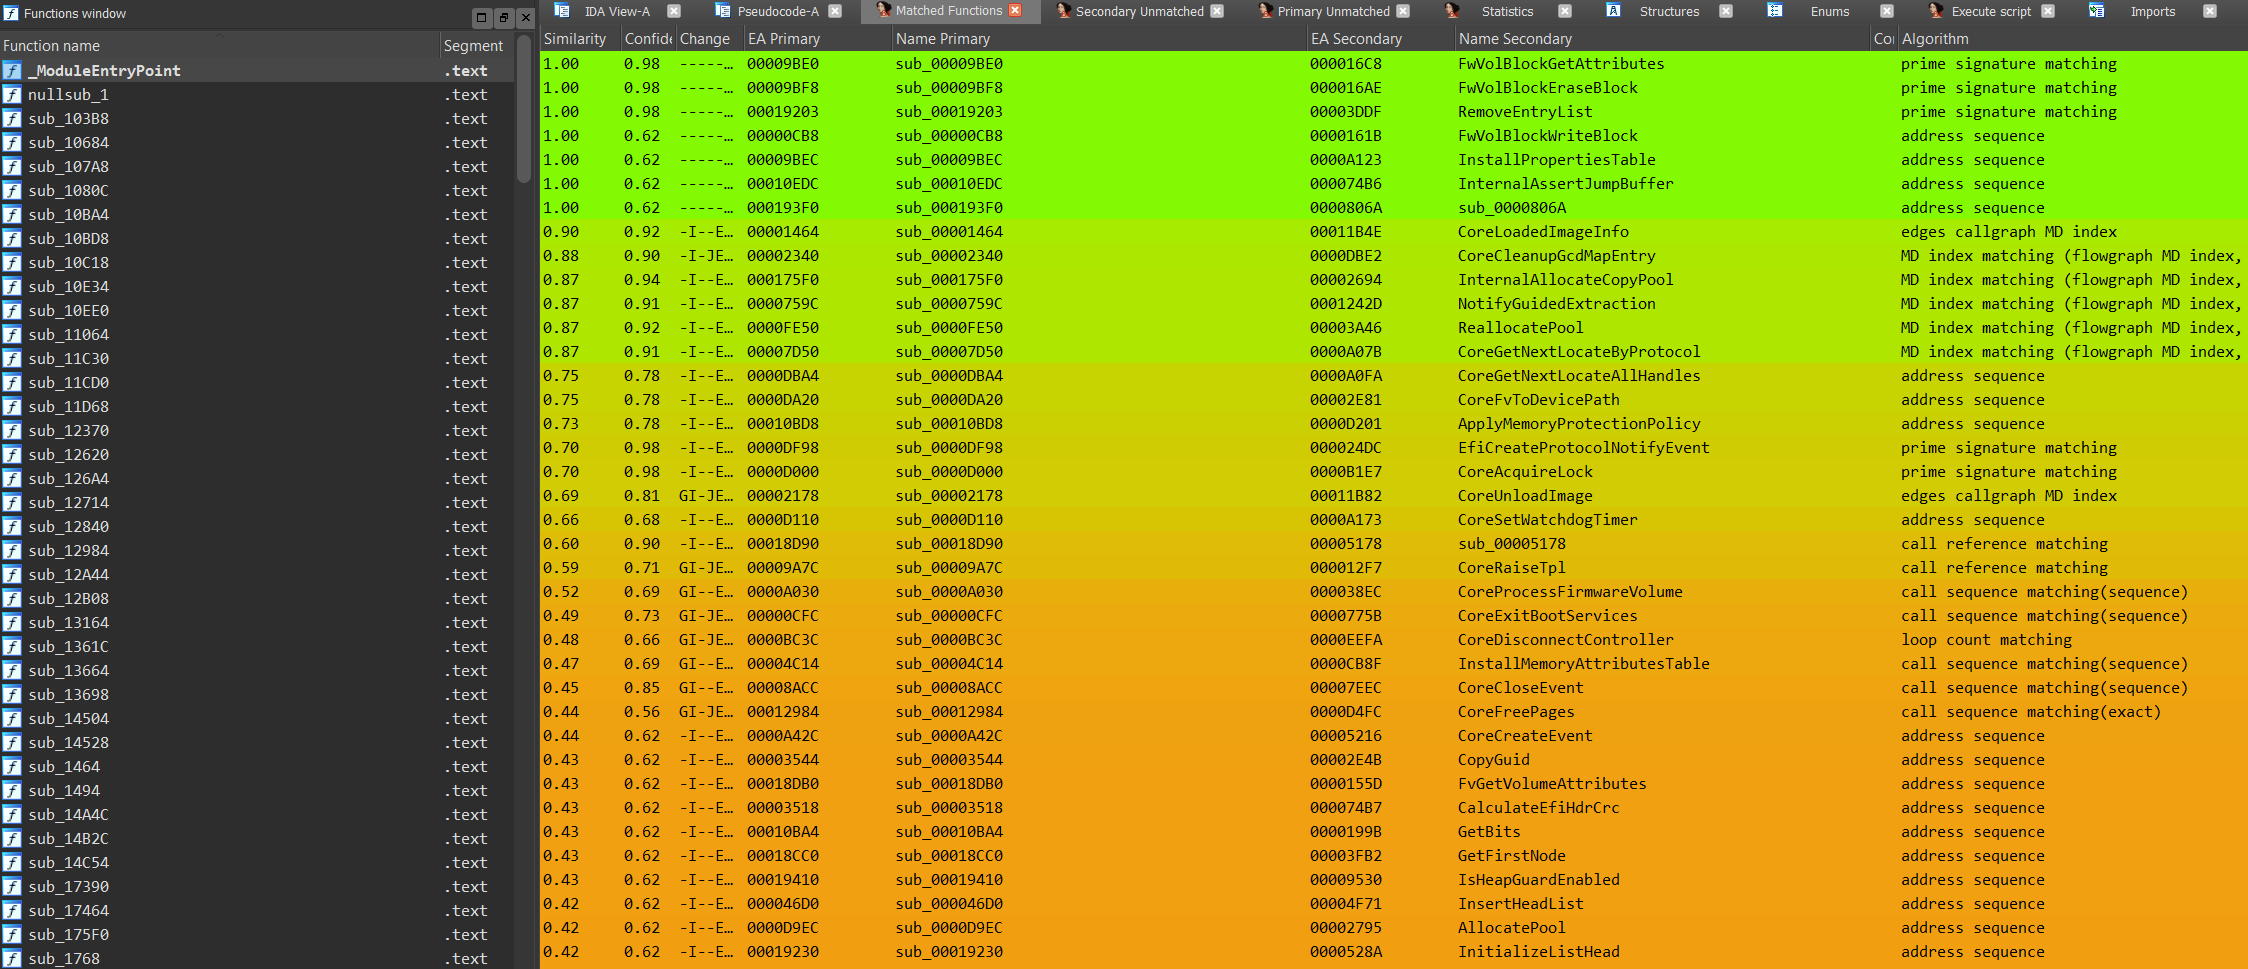 Functions window
Function name Segment
_ModuleEntryPoint .text
nullsub_1 .text
sub_103B8 .text
sub_10684 .text
sub_107A8 .text
sub_1080C .text
sub_10BA4 .text
sub_10BD8 .text
sub_10C18 .text
sub_10E34 .text
sub_10EE0 .text
sub_11064 .text
sub_11C30 .text
sub_11CD0 .text
sub_11D68 .text
sub_12370 .text
sub_12620 .text
sub_126A4 .text
sub_12714 .text
sub_12840 .text
sub_12984 .text
sub_12A44 .text
sub_12B08 .text
sub_13164 .text
sub_1361C .text
sub_13664 .text
sub_13698 .text
sub_14504 .text
sub_14528 .text
sub_1464 .text
sub_1494 .text
sub_14A4C .text
sub_14B2C .text
sub_14C54 .text
sub_17390 .text
sub_17464 .text
sub_175F0 .text
sub_1768 .text
IDA View-A Pseudocode-A Matched Functions Secondary Unmatched Primary Unmatched Statistics Structures Enums Execute script Imports
Similarity Confide Change EA Primary Name Primary EA Secondary Name Secondary Co Algorithm
1.00 0.98 -----… 00009BE0 sub_00009BE0 000016C8 FwVolBlockGetAttributes prime signature matching
1.00 0.98 -----… 00009BF8 sub_00009BF8 000016AE FwVolBlockEraseBlock prime signature matching
1.00 0.98 -----… 00019203 sub_00019203 00003DDF RemoveEntryList prime signature matching
1.00 0.62 -----… 00000CB8 sub_00000CB8 0000161B FwVolBlockWriteBlock address sequence
1.00 0.62 -----… 00009BEC sub_00009BEC 0000A123 InstallPropertiesTable address sequence
1.00 0.62 -----… 00010EDC sub_00010EDC 000074B6 InternalAssertJumpBuffer address sequence
1.00 0.62 -----… 000193F0 sub_000193F0 0000806A sub_0000806A address sequence
0.90 0.92 -I--E… 00001464 sub_00001464 00011B4E CoreLoadedImageInfo edges callgraph MD index
0.88 0.90 -I-JE… 00002340 sub_00002340 0000DBE2 CoreCleanupGcdMapEntry MD index matching (flowgraph MD index,
0.87 0.94 -I--E… 000175F0 sub_000175F0 00002694 InternalAllocateCopyPool MD index matching (flowgraph MD index,
0.87 0.91 -I--E… 0000759C sub_0000759C 0001242D NotifyGuidedExtraction MD index matching (flowgraph MD index,
0.87 0.92 -I--E… 0000FE50 sub_0000FE50 00003A46 ReallocatePool MD index matching (flowgraph MD index,
0.87 0.91 -I--E… 00007D50 sub_00007D50 0000A07B CoreGetNextLocateByProtocol MD index matching (flowgraph MD index,
0.75 0.78 -I--E… 0000DBA4 sub_0000DBA4 0000A0FA CoreGetNextLocateAllHandles address sequence
0.75 0.78 -I--E… 0000DA20 sub_0000DA20 00002E81 CoreFvToDevicePath address sequence
0.73 0.78 -I--E… 00010BD8 sub_00010BD8 0000D201 ApplyMemoryProtectionPolicy address sequence
0.70 0.98 -I--E… 0000DF98 sub_0000DF98 000024DC EfiCreateProtocolNotifyEvent prime signature matching
0.70 0.98 -I--E… 0000D000 sub_0000D000 0000B1E7 CoreAcquireLock prime signature matching
0.69 0.81 GI-JE… 00002178 sub_00002178 00011B82 CoreUnloadImage edges callgraph MD index
0.66 0.68 -I--E… 0000D110 sub_0000D110 0000A173 CoreSetWatchdogTimer address sequence
0.60 0.90 -I--E… 00018D90 sub_00018D90 00005178 sub_00005178 call reference matching
0.59 0.71 GI-JE… 00009A7C sub_00009A7C 000012F7 CoreRaiseTpl call reference matching
0.52 0.69 GI--E… 0000A030 sub_0000A030 000038EC CoreProcessFirmwareVolume call sequence matching(sequence)
0.49 0.73 GI-JE… 00000CFC sub_00000CFC 0000775B CoreExitBootServices call sequence matching(sequence)
0.48 0.66 GI-JE… 0000BC3C sub_0000BC3C 0000EEFA CoreDisconnectController loop count matching
0.47 0.69 GI--E… 00004C14 sub_00004C14 0000CB8F InstallMemoryAttributesTable call sequence matching(sequence)
0.45 0.85 GI--E… 00008ACC sub_00008ACC 00007EEC CoreCloseEvent call sequence matching(sequence)
0.44 0.56 GI-JE… 00012984 sub_00012984 0000D4FC CoreFreePages call sequence matching(exact)
0.44 0.62 -I--E… 0000A42C sub_0000A42C 00005216 CoreCreateEvent address sequence
0.43 0.62 -I--E… 00003544 sub_00003544 00002E4B CopyGuid address sequence
0.43 0.62 -I--E… 00018DB0 sub_00018DB0 0000155D FvGetVolumeAttributes address sequence
0.43 0.62 -I--E… 00003518 sub_00003518 000074B7 CalculateEfiHdrCrc address sequence
0.43 0.62 -I--E… 00010BA4 sub_00010BA4 0000199B GetBits address sequence
0.43 0.62 -I--E… 00018CC0 sub_00018CC0 00003FB2 GetFirstNode address sequence
0.43 0.62 -I--E… 00019410 sub_00019410 00009530 IsHeapGuardEnabled address sequence
0.42 0.62 -I--E… 000046D0 sub_000046D0 00004F71 InsertHeadList address sequence
0.42 0.62 -I--E… 0000D9EC sub_0000D9EC 00002795 AllocatePool address sequence
0.42 0.62 -I--E… 00019230 sub_00019230 0000528A InitializeListHead address sequence